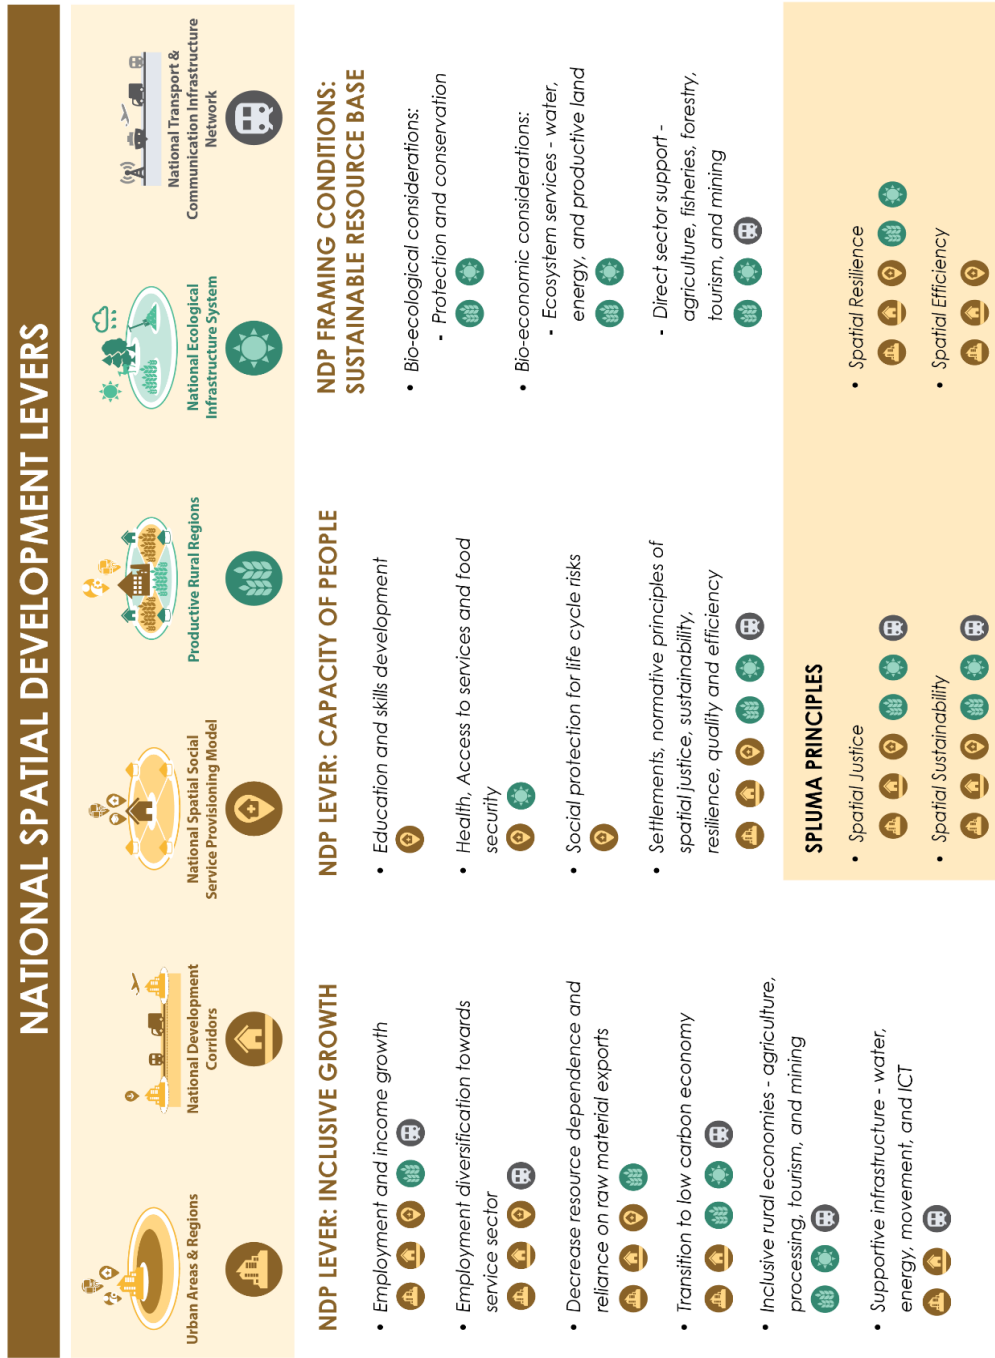 NATIONAL SPATIAL DEVELOPMENT LEVERS
Urban Areas & Regions
National Development
Corridors
National Spatial Social
Service Provisioning Model
Productive Rural Regions
National Ecological
Infrastructure System
National Transport &
Communication Infrastructure
Network
NDP LEVER: INCLUSIVE GROWTH
• Employment and income growth
• Employment diversification towards
service sector
• Decrease resource dependence and
reliance on raw material exports
• Transition to low carbon economy
• Inclusive rural economies - agriculture,
processing, tourism, and mining
• Supportive infrastructure - water,
energy, movement, and ICT
NDP LEVER: CAPACITY OF PEOPLE
• Education and skills development
• Health, Access to services and food
security
• Social protection for life cycle risks
• Settlements, normative principles of
spatial justice, sustainability,
resilience, quality and efficiency
NDP FRAMING CONDITIONS:
SUSTAINABLE RESOURCE BASE
• Bio-ecological considerations:
- Protection and conservation
• Bio-economic considerations:
- Ecosystem services - water,
energy, and productive land
- Direct sector support -
agriculture, fisheries, forestry,
tourism, and mining
SPLUMA PRINCIPLES
• Spatial Justice
• Spatial Sustainability
• Spatial Resilience
• Spatial Efficiency